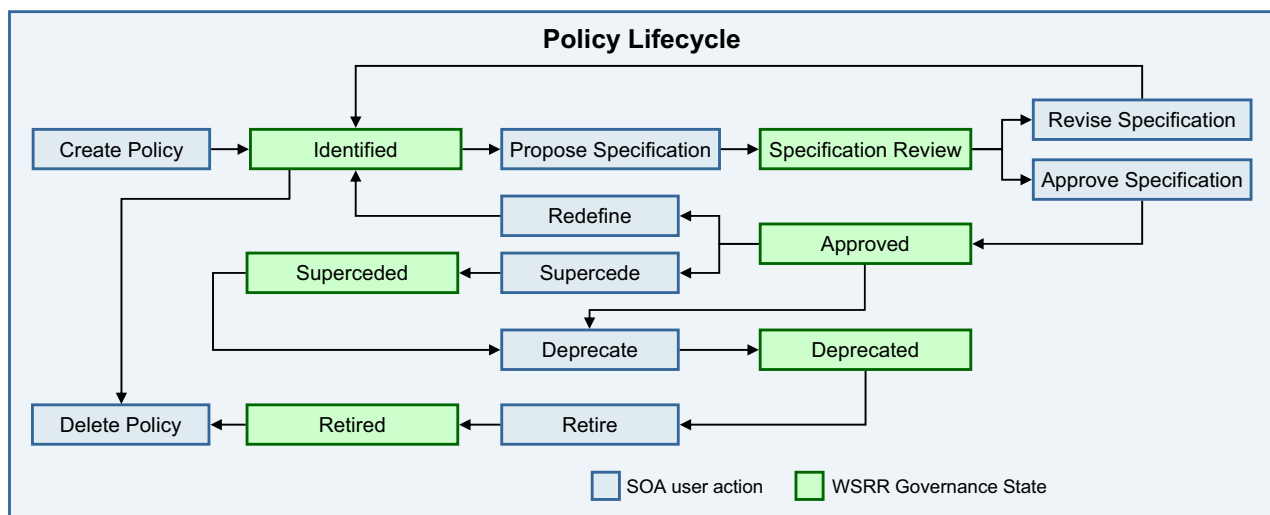 Policy Lifecycle
Create Policy
Identified
Propose Specification
Specification Review
Revise Specification
Approve Specification
Redefine
Approved
Superceded
Supercede
Deprecate
Deprecated
Delete Policy
Retired
Retire
SOA user action
WSRR Governance State